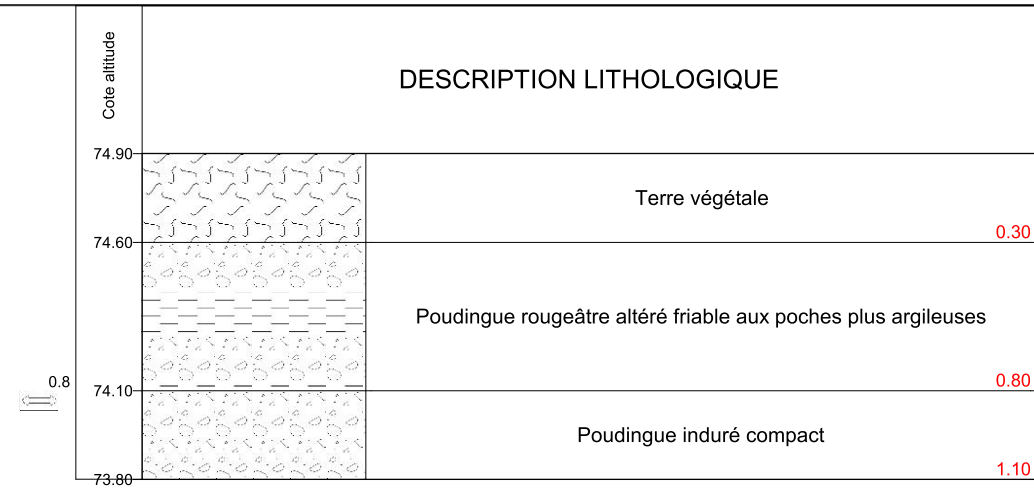 Cote altitude
DESCRIPTION LITHOLOGIQUE
74.90
Terre végétale
0.30
74.60
Poudingue rougeâtre altéré friable aux poches plus argileuses
0.80
0.8
74.10
Poudingue induré compact
1.10
73.80